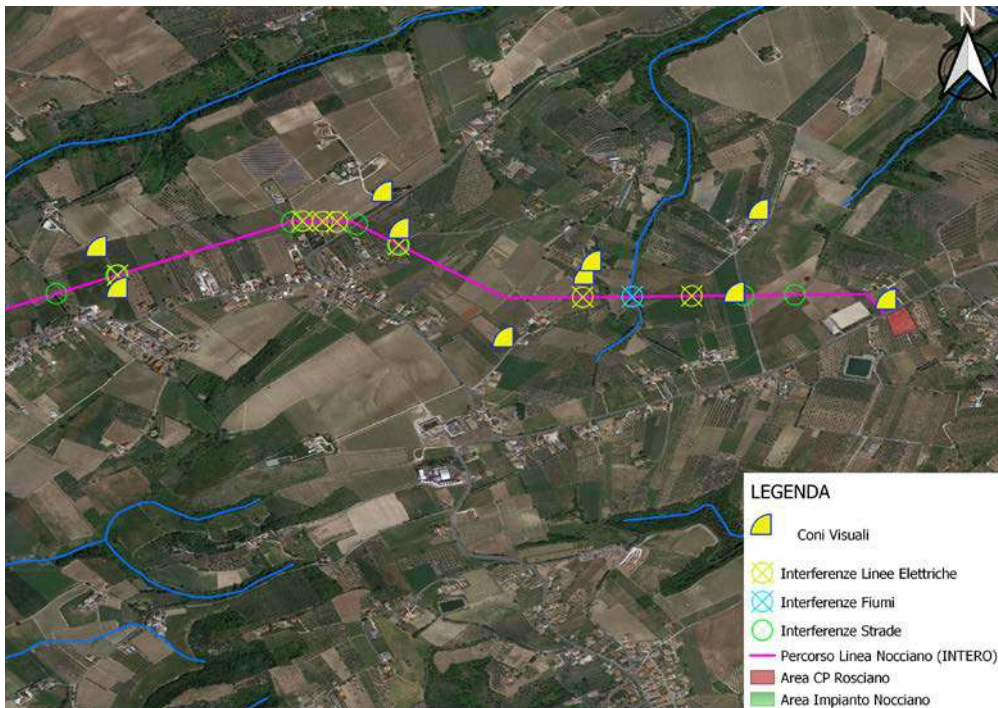 N
LEGENDA
Coni Visuali
Interferenze Linee Elettriche
Interferenze Fiumi
Interferenze Strade
Percorso Linea Nocciano (INTERO)
Area CP Rosciano
Area Impianto Nocciano